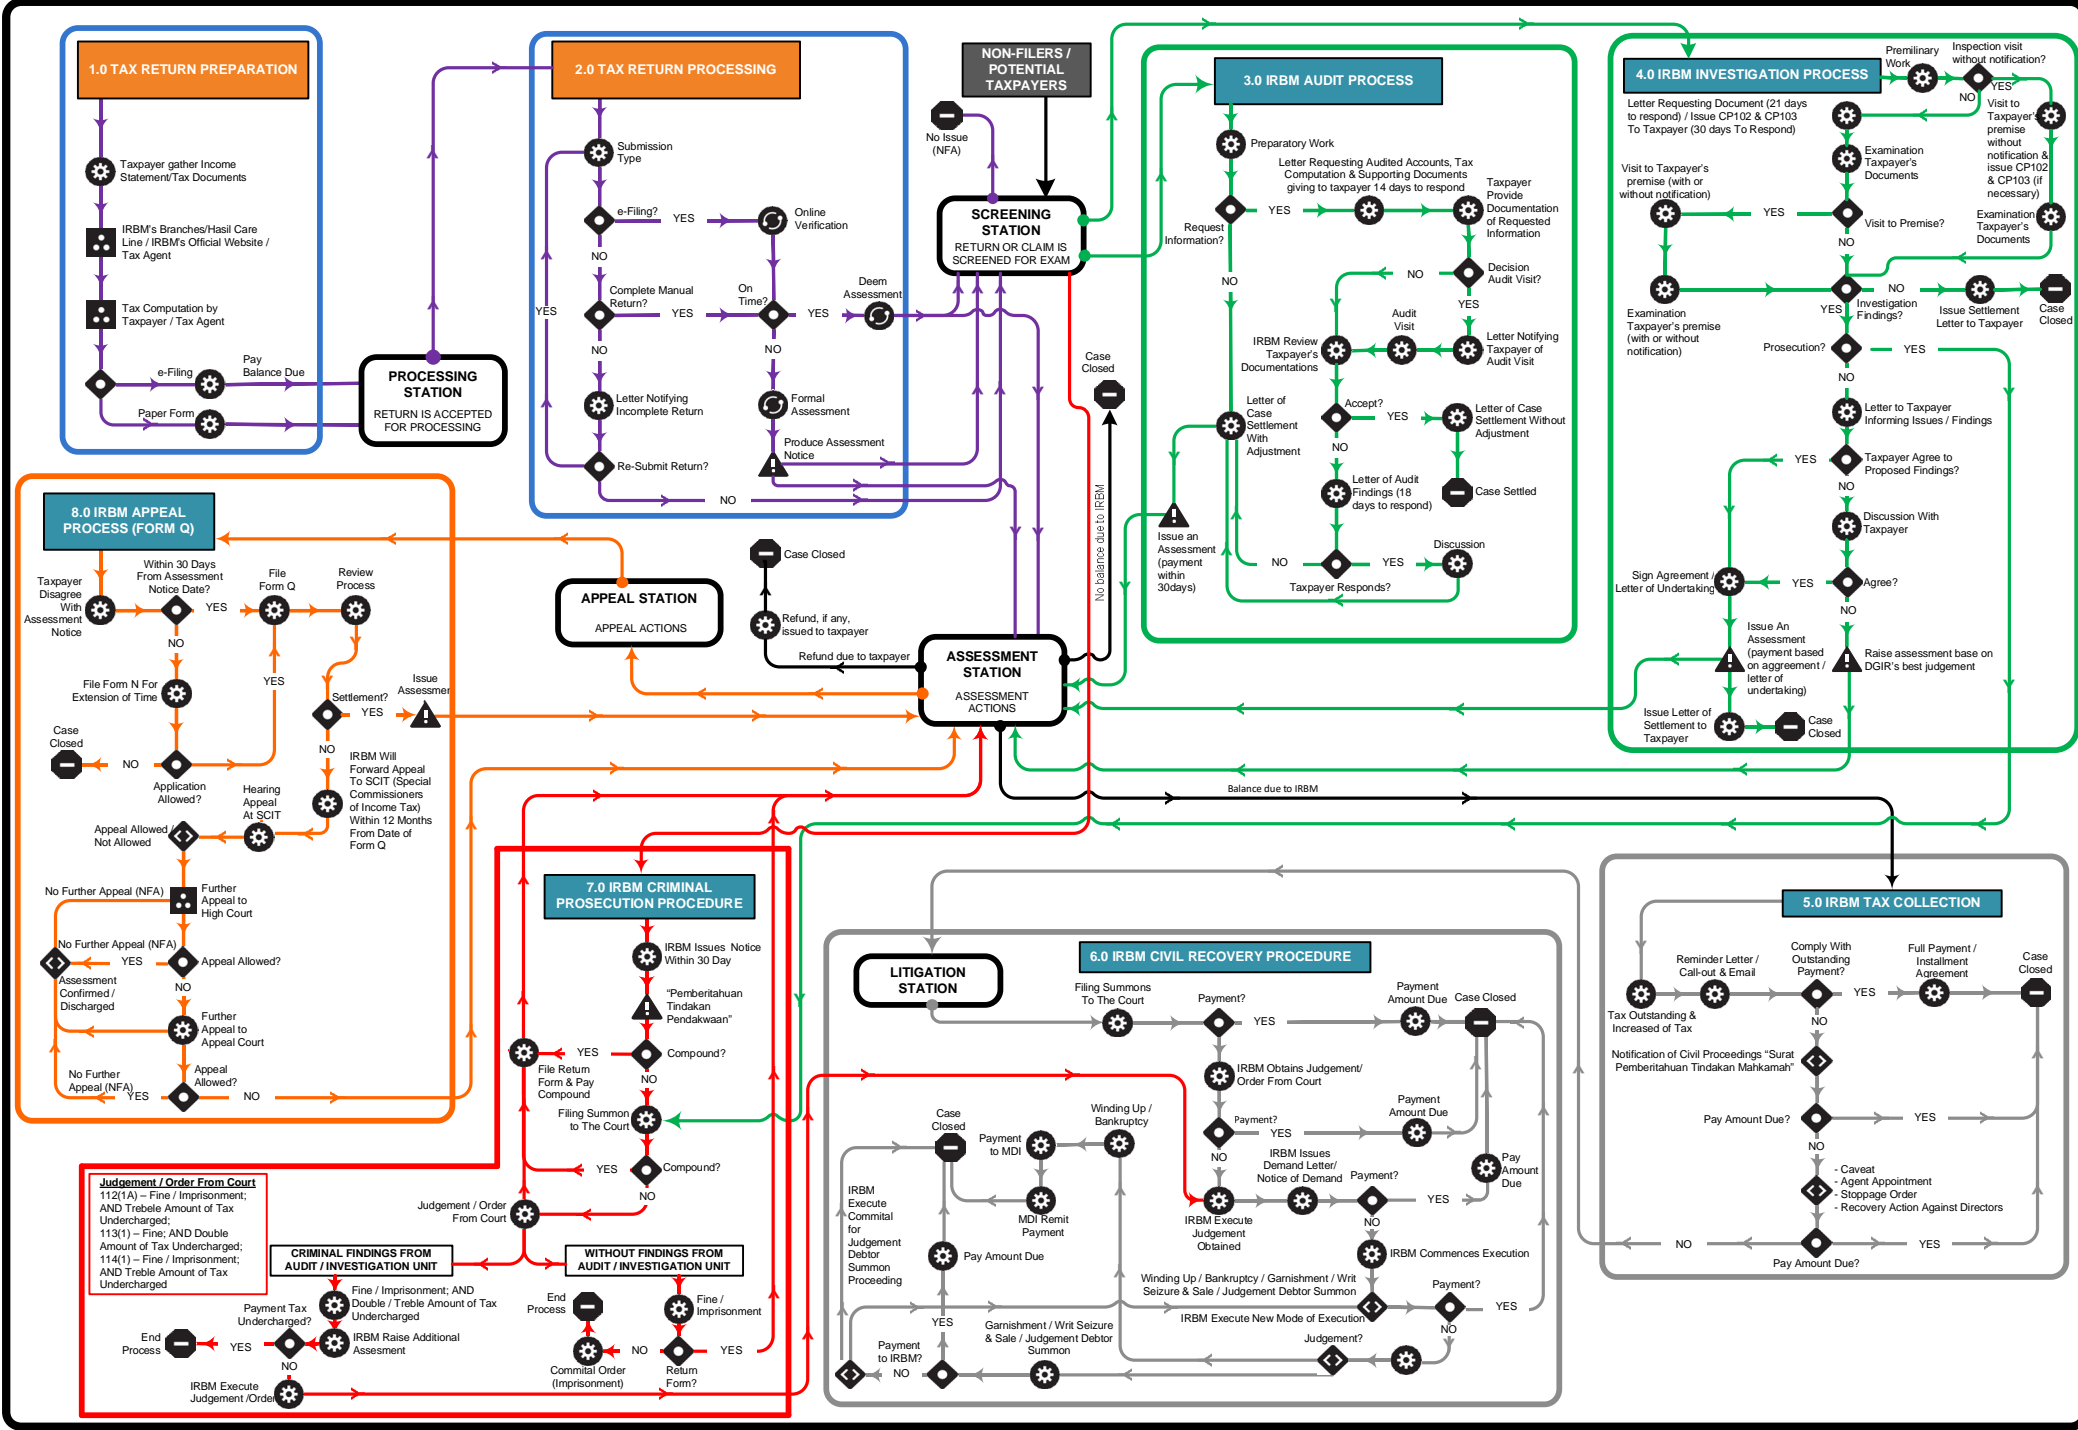 1.0 TAX RETURN PREPARATION
Taxpayer gather Income
Statement/Tax Documents
IRBM's Branches/Hasil Care
Line / IRBM's Official Website /
Tax Agent
Tax Computation by
Taxpayer / Tax Agent
e-Filing
Pay
Balance Due
Paper Form
PROCESSING
STATION
RETURN IS ACCEPTED
FOR PROCESSING
2.0 TAX RETURN PROCESSING
Submission
Type
e-Filing?
YES
Online
Verification
NO
Complete Manual
Return?
YES
On
Time?
YES
Deem
Assessment
YES
NO
NO
Letter Notifying
Incomplete Return
Formal
Assessment
Produce Assessment
Notice
Re-Submit Return?
NO
NON-FILERS /
POTENTIAL
TAXPAYERS
No Issue
(NFA)
SCREENING
STATION
RETURN OR CLAIM IS
SCREENED FOR EXAM
3.0 IRBM AUDIT PROCESS
Preparatory Work
Letter Requesting Audited Accounts, Tax
Computation & Supporting Documents
giving to taxpayer 14 days to respond
Taxpayer
Provide
Documentation
of Requested
Information
YES
Request
Information?
NO
NO
Decision
Audit Visit?
YES
Audit
Visit
Letter Notifying
Taxpayer of
Audit Visit
IRBM Review
Taxpayer's
Documentations
Letter of
Case
Settlement
With
Adjustment
Accept?
YES
Letter of Case
Settlement Without
Adjustment
NO
Letter of Audit
Findings (18
days to respond)
Case Settled
Issue an
Assessment
(payment
within
30days)
NO
YES
Discussion
Taxpayer Responds?
4.0 IRBM INVESTIGATION PROCESS
Premilinary
Work
Inspection visit
without notification?
YES
NO
Letter Requesting Document (21 days
to respond) / Issue CP102 & CP103
To Taxpayer (30 days To Respond)
Visit to
Taxpayer's
premise
without
notification &
issue CP102
& CP103 (if
necessary)
Examination
Taxpayer's
Documents
Visit to Taxpayer's
premise (with or
without notification)
YES
Visit to Premise?
NO
Examination
Taxpayer's
Documents
Examination
Taxpayer's premise
(with or without
notification)
YES
Investigation
Findings?
NO
Issue Settlement
Letter to Taxpayer
Case
Closed
Prosecution?
YES
NO
Letter to Taxpayer
Informing Issues / Findings
YES
Taxpayer Agree to
Proposed Findings?
NO
Discussion With
Taxpayer
Sign Agreement /
Letter of Undertaking
YES
Agree?
NO
Issue An
Assessment
(payment based
on aggreement /
letter of
undertaking)
Raise assessment base on
DGIR's best judgement
Issue Letter of
Settlement to
Taxpayer
Case
Closed
Case
Closed
No balance due to IRBM
Case Closed
Refund, if any,
issued to taxpayer
Refund due to taxpayer
APPEAL STATION
APPEAL ACTIONS
ASSESSMENT
STATION
ASSESSMENT
ACTIONS
Balance due to IRBM
8.0 IRBM APPEAL
PROCESS (FORM Q)
Taxpayer
Disagree
With
Assessment
Notice
Within 30 Days
From Assessment
Notice Date?
YES
File
Form Q
Review
Process
NO
YES
File Form N For
Extension of Time
Settlement?
YES
Issue
Assessmer
NO
Case
Closed
NO
Application
Allowed?
IRBM Will
Forward Appeal
To SCIT (Special
Commissioners
of Income Tax)
Within 12 Months
From Date of
Form Q
Hearing
Appeal
At SCIT
Appeal Allowed /
Not Allowed
No Further Appeal (NFA)
Further
Appeal to
High Court
No Further Appeal (NFA)
YES
Appeal Allowed?
Assessment
Confirmed /
Discharged
NO
Further
Appeal to
Appeal Court
No Further
Appeal (NFA)
YES
Appeal
Allowed?
NO
7.0 IRBM CRIMINAL
PROSECUTION PROCEDURE
IRBM Issues Notice
Within 30 Day
"Pemberitahuan
Tindakan
Pendakwaan"
YES
Compound?
File Return
Form & Pay
Compound
NO
Filing Summon
to The Court
YES
Compound?
NO
Judgement / Order
From Court
Judgement / Order From Court
112(1A) – Fine / Imprisonment;
AND Trebele Amount of Tax
Undercharged;
113(1) – Fine; AND Double
Amount of Tax Undercharged;
114(1) – Fine / Imprisonment;
AND Treble Amount of Tax
Undercharged
CRIMINAL FINDINGS FROM
AUDIT / INVESTIGATION UNIT
WITHOUT FINDINGS FROM
AUDIT / INVESTIGATION UNIT
Fine / Imprisonment; AND
Double / Treble Amount of Tax
Undercharged
Payment Tax
Undercharged?
End
Process
YES
IRBM Raise Additional
Assesment
NO
IRBM Execute
Judgement /Order
End
Process
Fine /
Imprisonment
NO
YES
Commital Order
(Imprisonment)
Return
Form?
LITIGATION
STATION
6.0 IRBM CIVIL RECOVERY PROCEDURE
Filing Summons
To The Court
Payment?
YES
Payment
Amount Due
Case Closed
NO
IRBM Obtains Judgement/
Order From Court
Payment?
YES
Payment
Amount Due
NO
IRBM Execute
Judgement
Obtained
IRBM Issues
Demand Letter/
Notice of Demand
Payment?
YES
Pay
Amount
Due
NO
IRBM Commences Execution
Winding Up / Bankruptcy / Garnishment / Writ
Seizure & Sale / Judgement Debtor Summon
IRBM Execute New Mode of Execution
Payment?
YES
NO
Judgement?
Garnishment / Writ Seizure
& Sale / Judgement Debtor
Summon
Winding Up /
Bankruptcy
Payment
to MDI
MDI Remit
Payment
Case
Closed
IRBM
Execute
Commital
for
Judgement
Debtor
Summon
Proceeding
Pay Amount Due
YES
Payment
to IRBM?
NO
5.0 IRBM TAX COLLECTION
Reminder Letter /
Call-out & Email
Comply With
Outstanding
Payment?
Full Payment /
Installment
Agreement
Case
Closed
YES
Tax Outstanding &
Increased of Tax
NO
Notification of Civil Proceedings "Surat
Pemberitahuan Tindakan Mahkamah"
Pay Amount Due?
YES
NO
- Caveat
- Agent Appointment
- Stoppage Order
- Recovery Action Against Directors
NO
YES
Pay Amount Due?